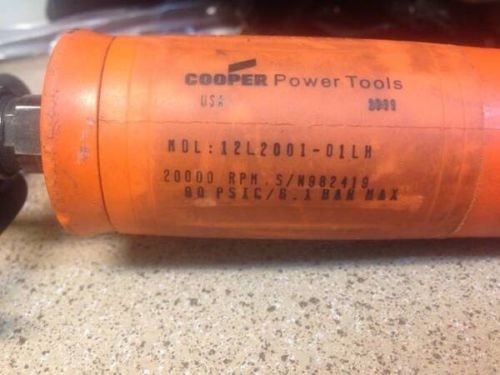 COOPER Power Tools
USA
MDL: 12L2001-01LH
20000 RPM. S/N982419
90 PSIG/6.1 BAR MAX